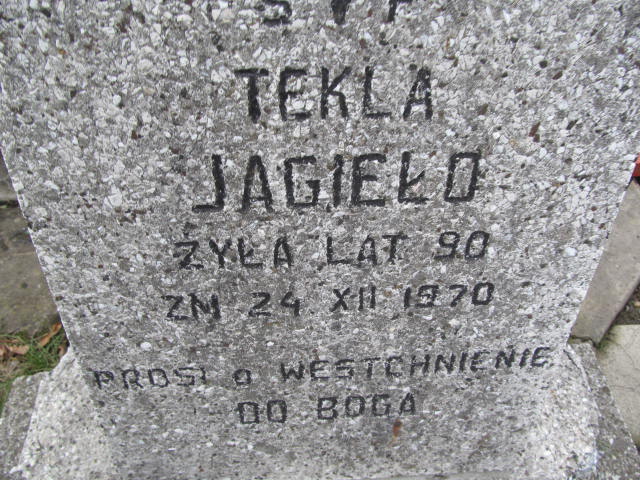 TEKLA
JAGIEŁO
ŻYŁA LAT 90
ZM 24 XII 1970
PROSI O WESTCHNIENIE
DO BOGA